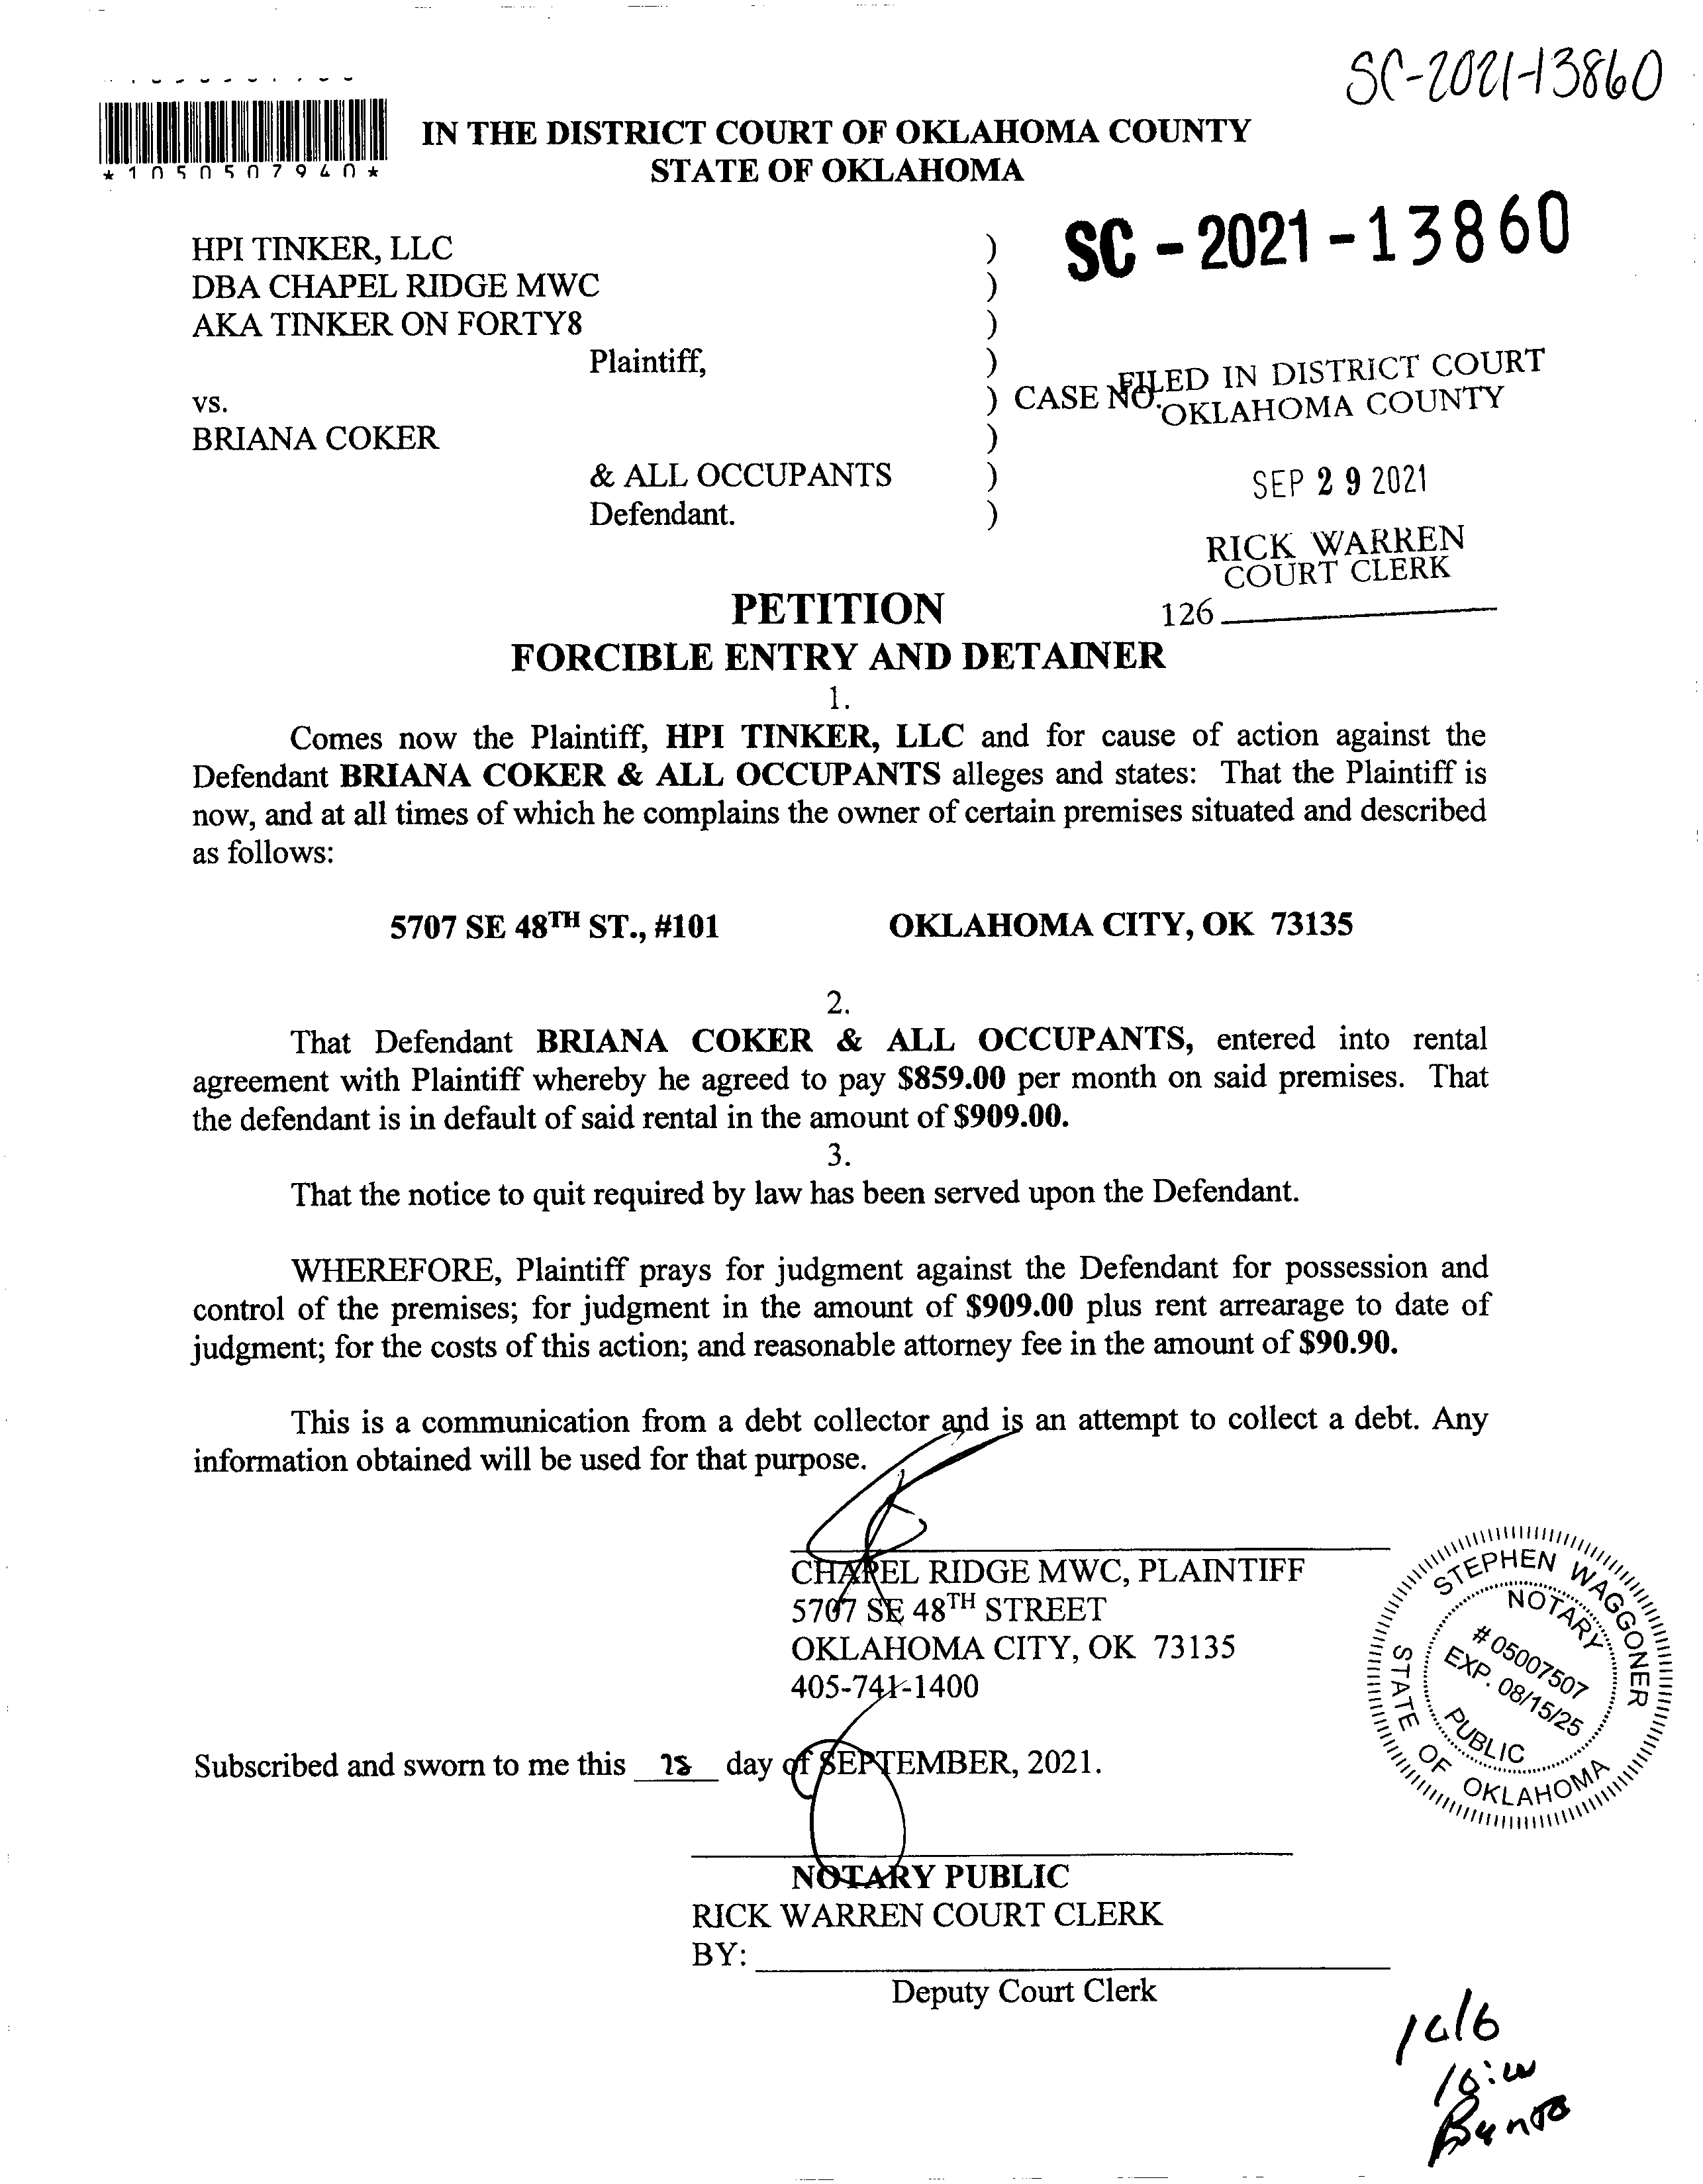 SC-2021-13860
*1050507940*
IN THE DISTRICT COURT OF OKLAHOMA COUNTY
STATE OF OKLAHOMA
SC - 2021 - 13860
HPI TINKER, LLC )
DBA CHAPEL RIDGE MWC )
AKA TINKER ON FORTY8 )
Plaintiff, )
vs. ) CASE NO.
BRIANA COKER )
& ALL OCCUPANTS )
Defendant. )
FILED IN DISTRICT COURT
OKLAHOMA COUNTY
SEP 29 2021
RICK WARREN
COURT CLERK
126
PETITION
FORCIBLE ENTRY AND DETAINER
1.
Comes now the Plaintiff, HPI TINKER, LLC and for cause of action against the
Defendant BRIANA COKER & ALL OCCUPANTS alleges and states: That the Plaintiff is
now, and at all times of which he complains the owner of certain premises situated and described
as follows:
5707 SE 48TH ST., #101 OKLAHOMA CITY, OK 73135
2.
That Defendant BRIANA COKER & ALL OCCUPANTS, entered into rental
agreement with Plaintiff whereby he agreed to pay $859.00 per month on said premises. That
the defendant is in default of said rental in the amount of $909.00.
3.
That the notice to quit required by law has been served upon the Defendant.
WHEREFORE, Plaintiff prays for judgment against the Defendant for possession and
control of the premises; for judgment in the amount of $909.00 plus rent arrearage to date of
judgment; for the costs of this action; and reasonable attorney fee in the amount of $90.90.
This is a communication from a debt collector and is an attempt to collect a debt. Any
information obtained will be used for that purpose.
CHAPEL RIDGE MWC, PLAINTIFF
5707 SE 48TH STREET
OKLAHOMA CITY, OK 73135
405-741-1400
STEPHEN WAGGONER
NOTARY
# 05007507
EXP. 08/15/25
PUBLIC
STATE OF OKLAHOMA
Subscribed and sworn to me this 28 day of SEPTEMBER, 2021.
NOTARY PUBLIC
RICK WARREN COURT CLERK
BY:
Deputy Court Clerk
10/6